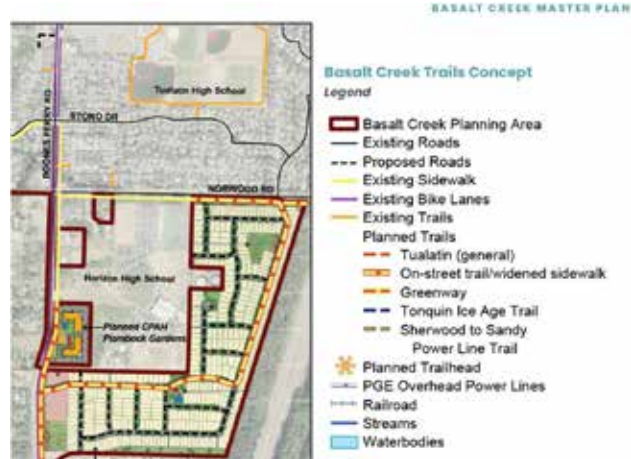 BASALT CREEK MASTER PLAN
Basalt Creek Trails Concept
Legend
Basalt Creek Planning Area
Existing Roads
Proposed Roads
Existing Sidewalk
Existing Bike Lanes
Existing Trails
Planned Trails
Tualatin (general)
On-street trail/widened sidewalk
Greenway
Tonquin Ice Age Trail
Sherwood to Sandy
Power Line Trail
Planned Trailhead
PGE Overhead Power Lines
Railroad
Streams
Waterbodies
Tualatin High School
BOONES FERRY RD
STONO DR
NORWOOD RD
Horizon High School
Planned CPAH
Plambeck Gardens